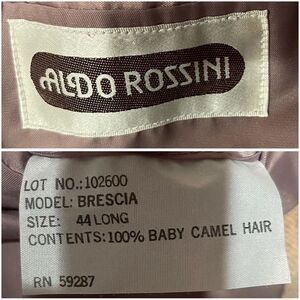 ALDO ROSSINI
LOT NO.:102600
MODEL: BRESCIA
SIZE: 44 LONG
CONTENTS:100% BABY CAMEL HAIR
RN 59287